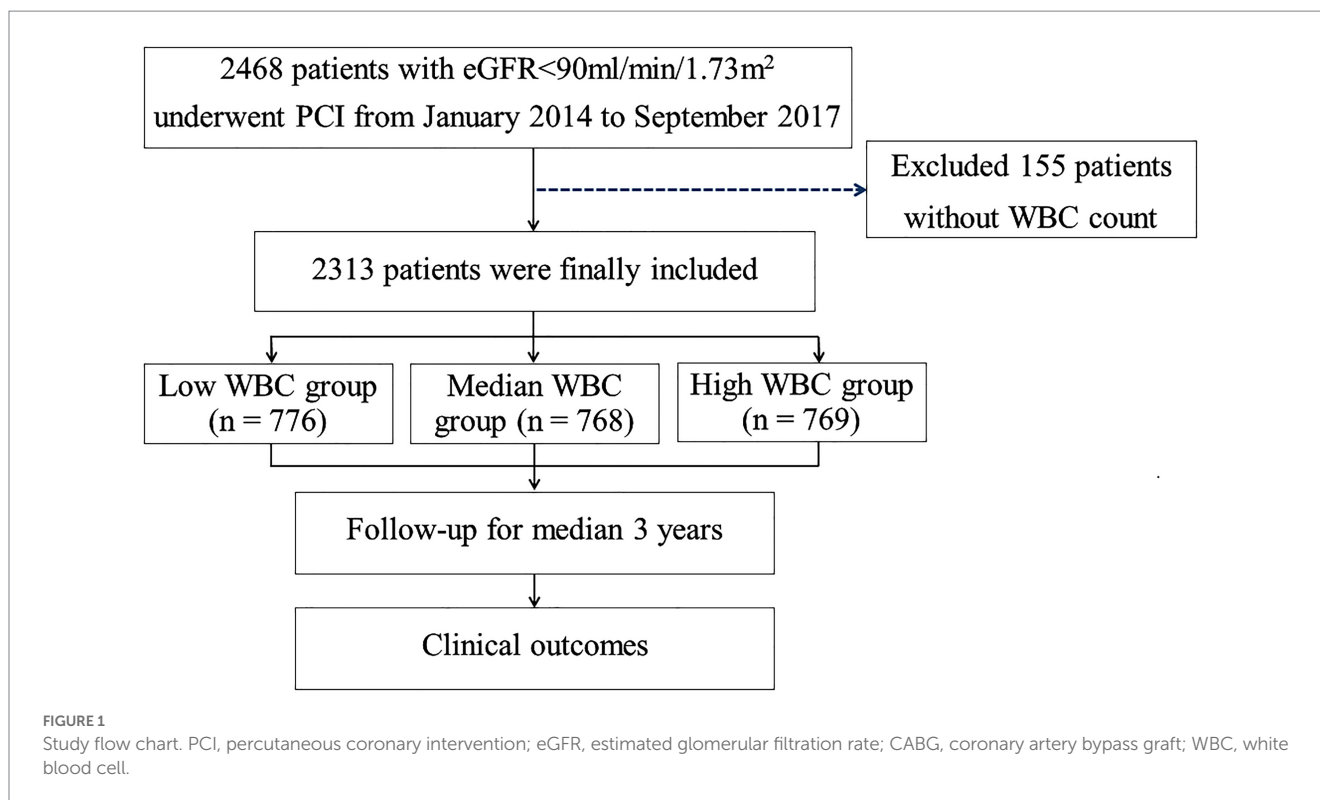 2468 patients with eGFR<90ml/min/1.73m²
underwent PCI from January 2014 to September 2017
Excluded 155 patients
without WBC count
2313 patients were finally included
Low WBC group
(n = 776)
Median WBC
group (n = 768)
High WBC group
(n = 769)
Follow-up for median 3 years
Clinical outcomes
FIGURE 1
Study flow chart. PCI, percutaneous coronary intervention; eGFR, estimated glomerular filtration rate; CABG, coronary artery bypass graft; WBC, white
blood cell.